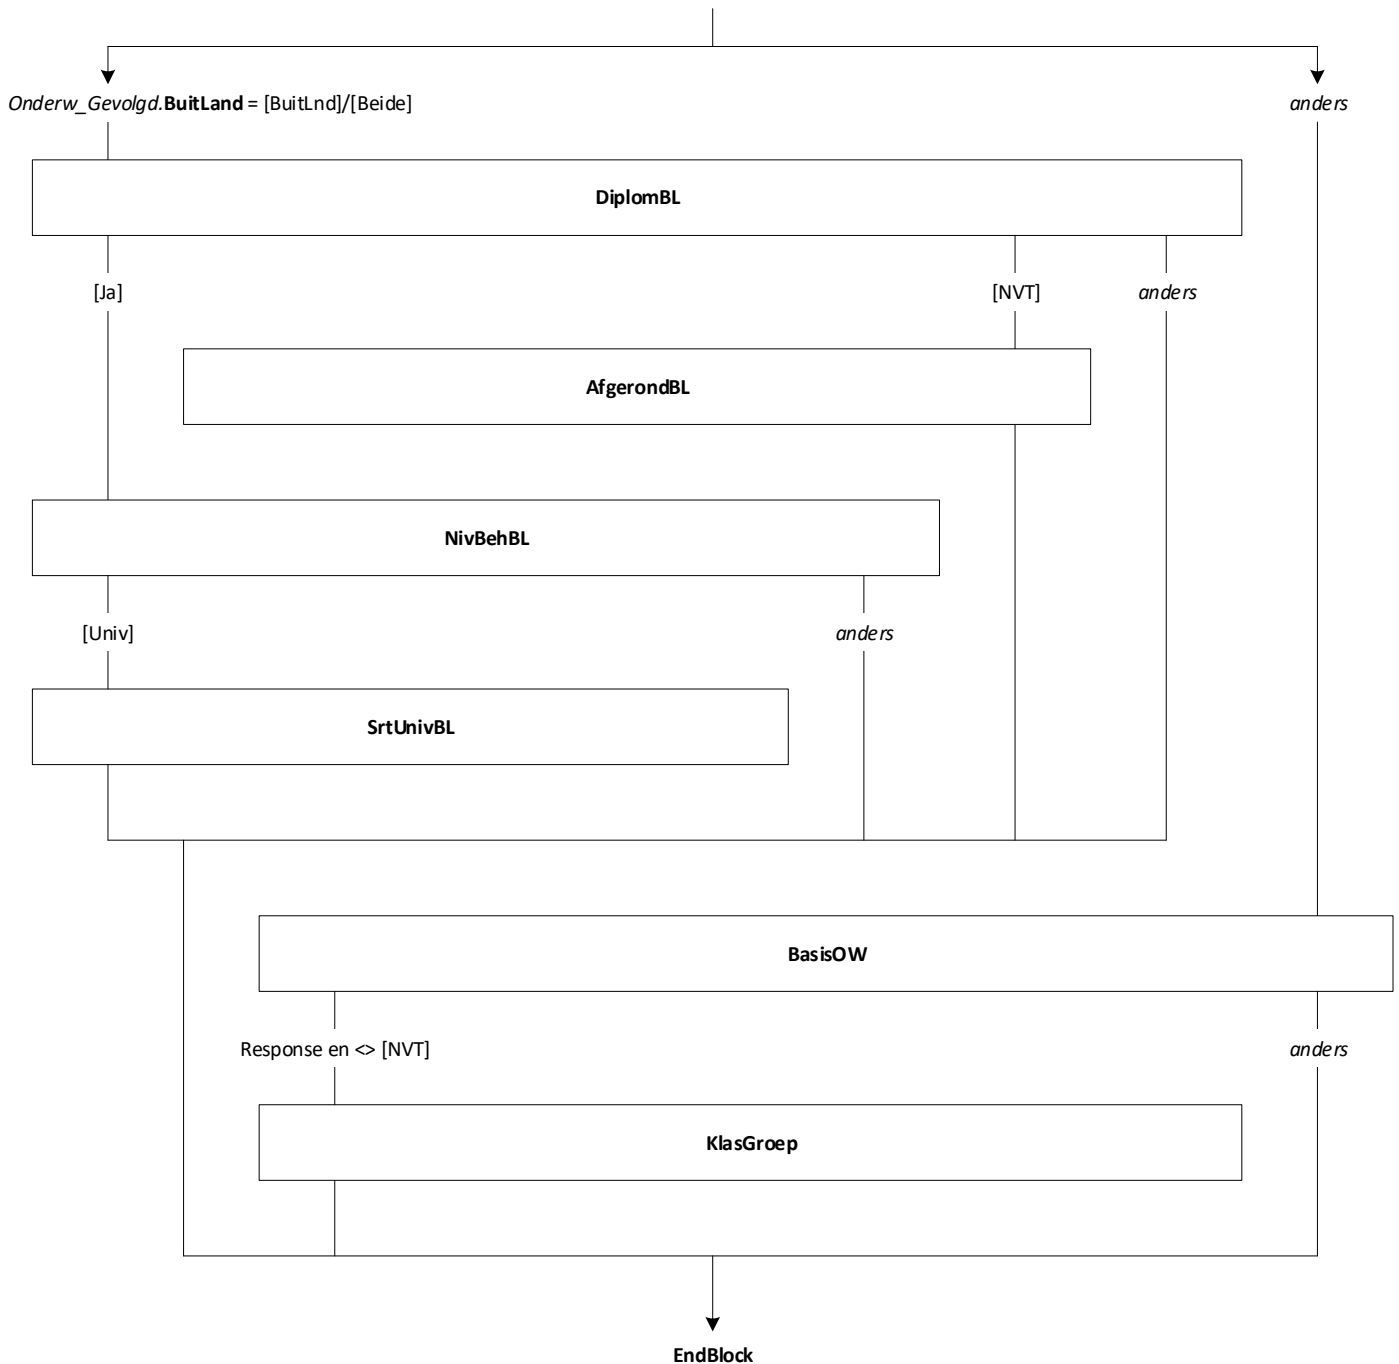 Onderw_Gevolgd.BuitLand = [BuitLnd]/[Beide]
anders
DiplomBL
[Ja]
[NVT]
anders
AfgerondBL
NivBehBL
[Univ]
anders
SrtUnivBL
BasisOW
Response en <> [NVT]
anders
KlasGroep
EndBlock